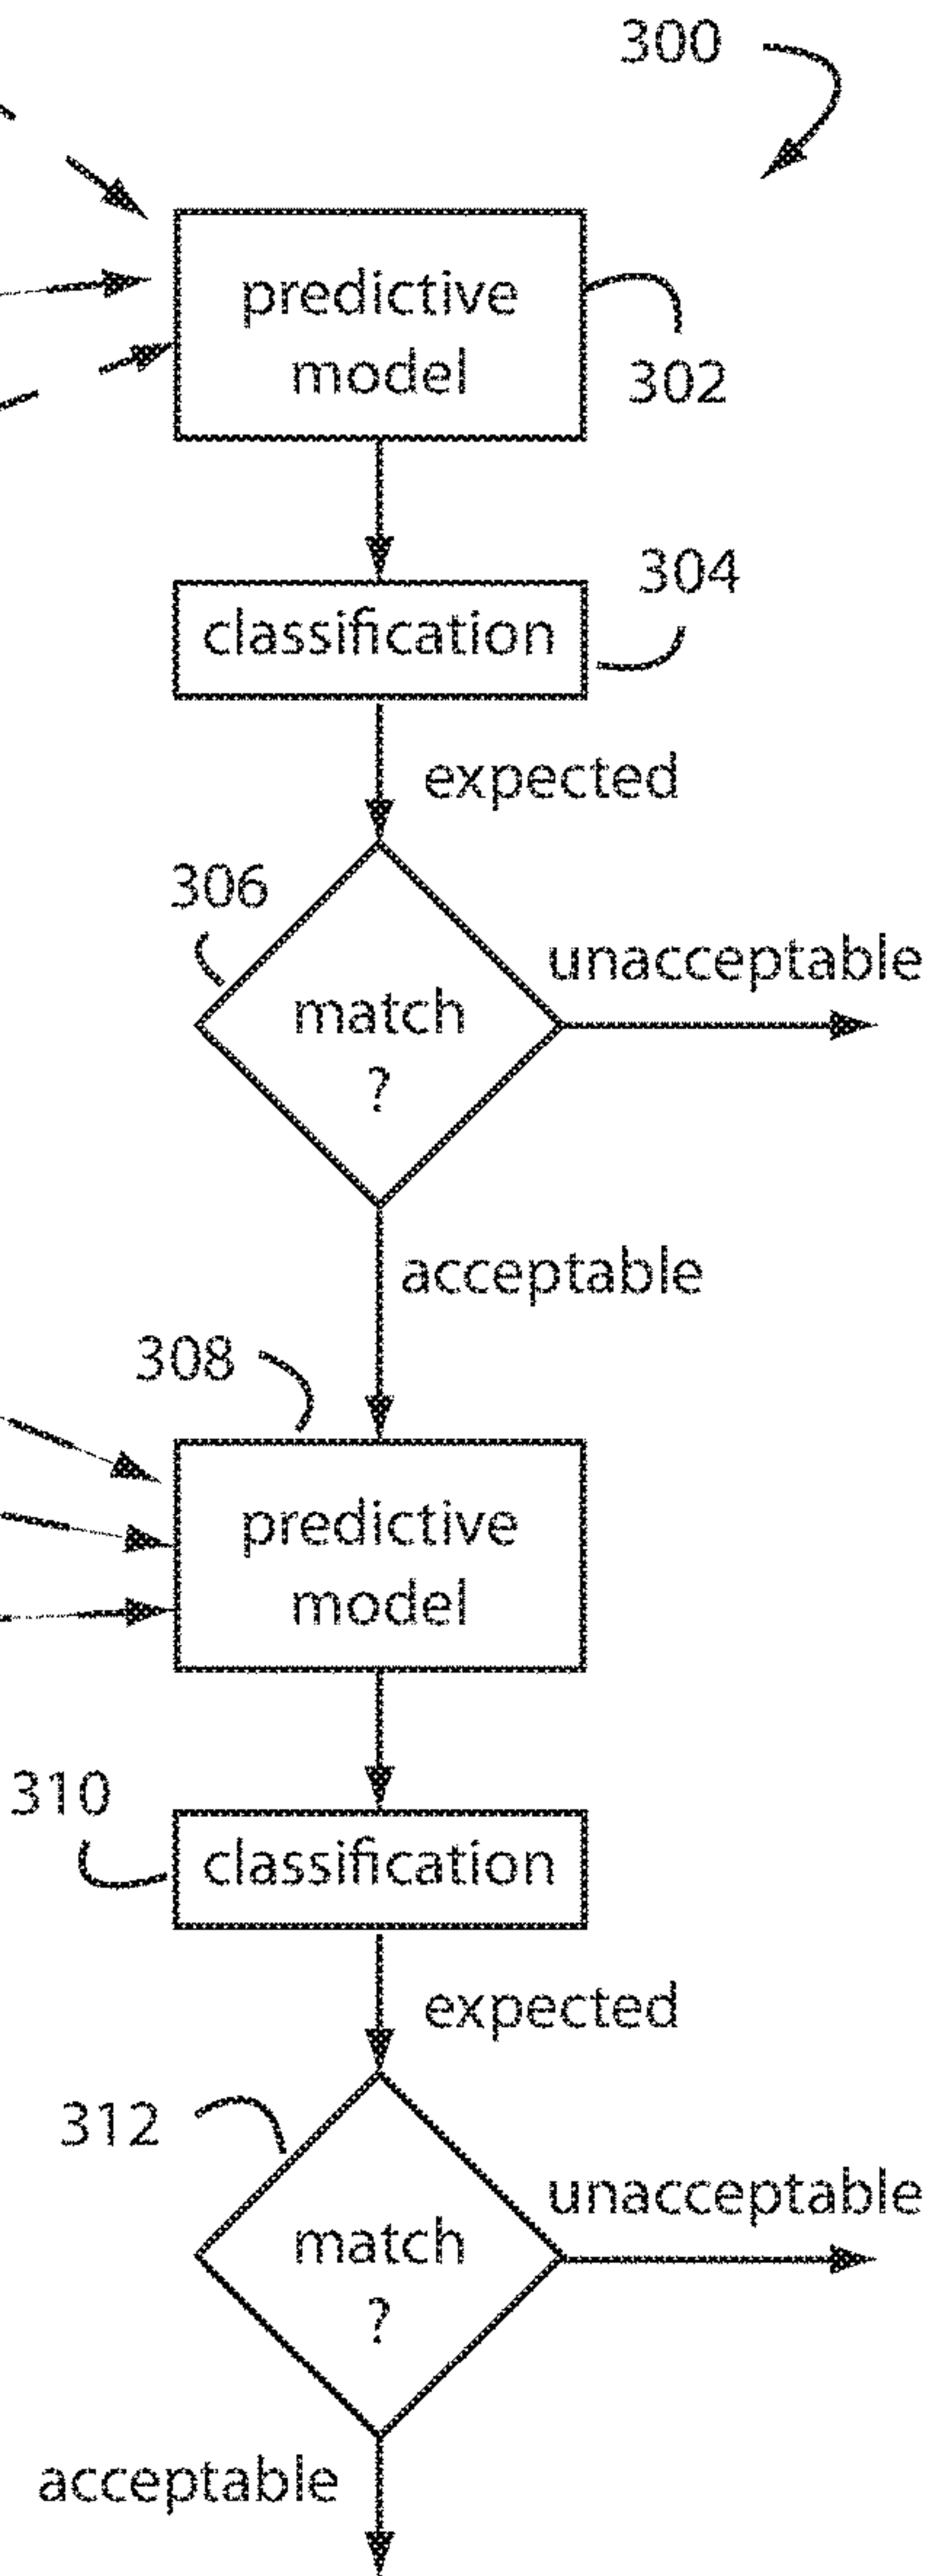 300
predictive
model
302
304
classification
expected
306
unacceptable
match
?
acceptable
308
predictive
model
310
classification
expected
312
unacceptable
match
?
acceptable